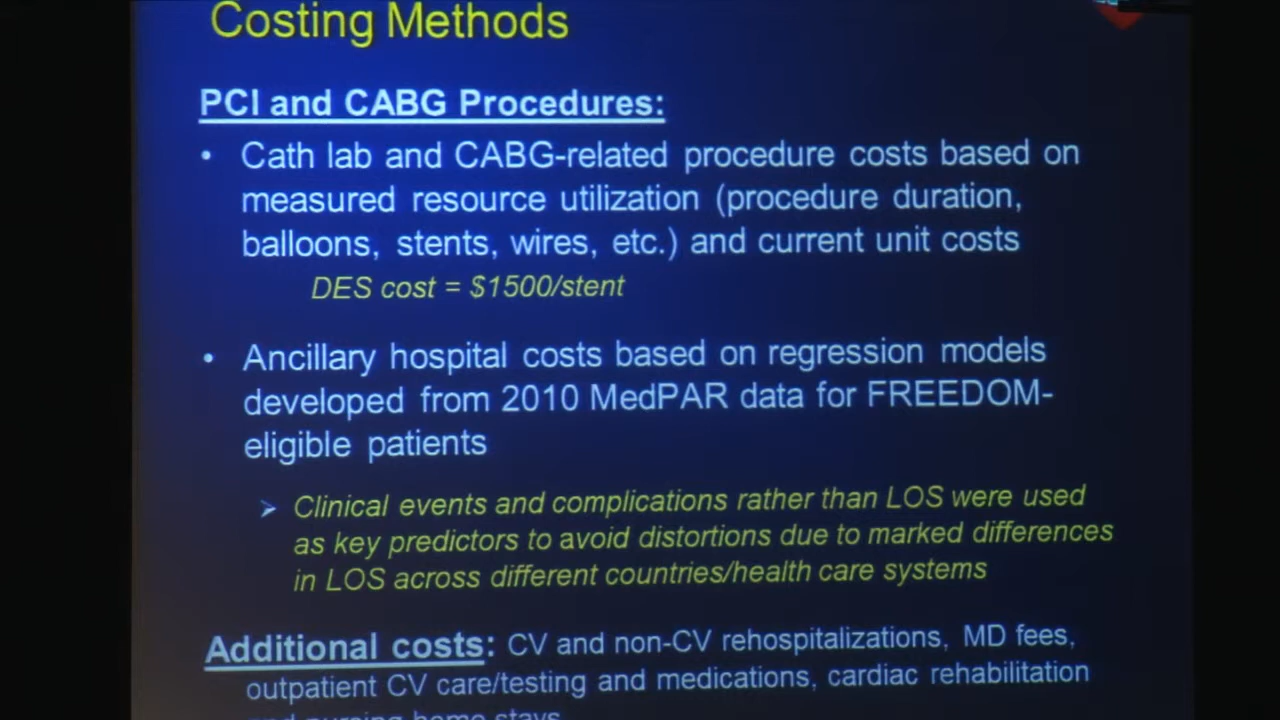 Costing Methods
PCI and CABG Procedures:
• Cath lab and CABG-related procedure costs based on
measured resource utilization (procedure duration,
balloons, stents, wires, etc.) and current unit costs
DES cost = $1500/stent
• Ancillary hospital costs based on regression models
developed from 2010 MedPAR data for FREEDOM-
eligible patients
➢ Clinical events and complications rather than LOS were used
as key predictors to avoid distortions due to marked differences
in LOS across different countries/health care systems
Additional costs: CV and non-CV rehospitalizations, MD fees,
outpatient CV care/testing and medications, cardiac rehabilitation
and nursing home stays